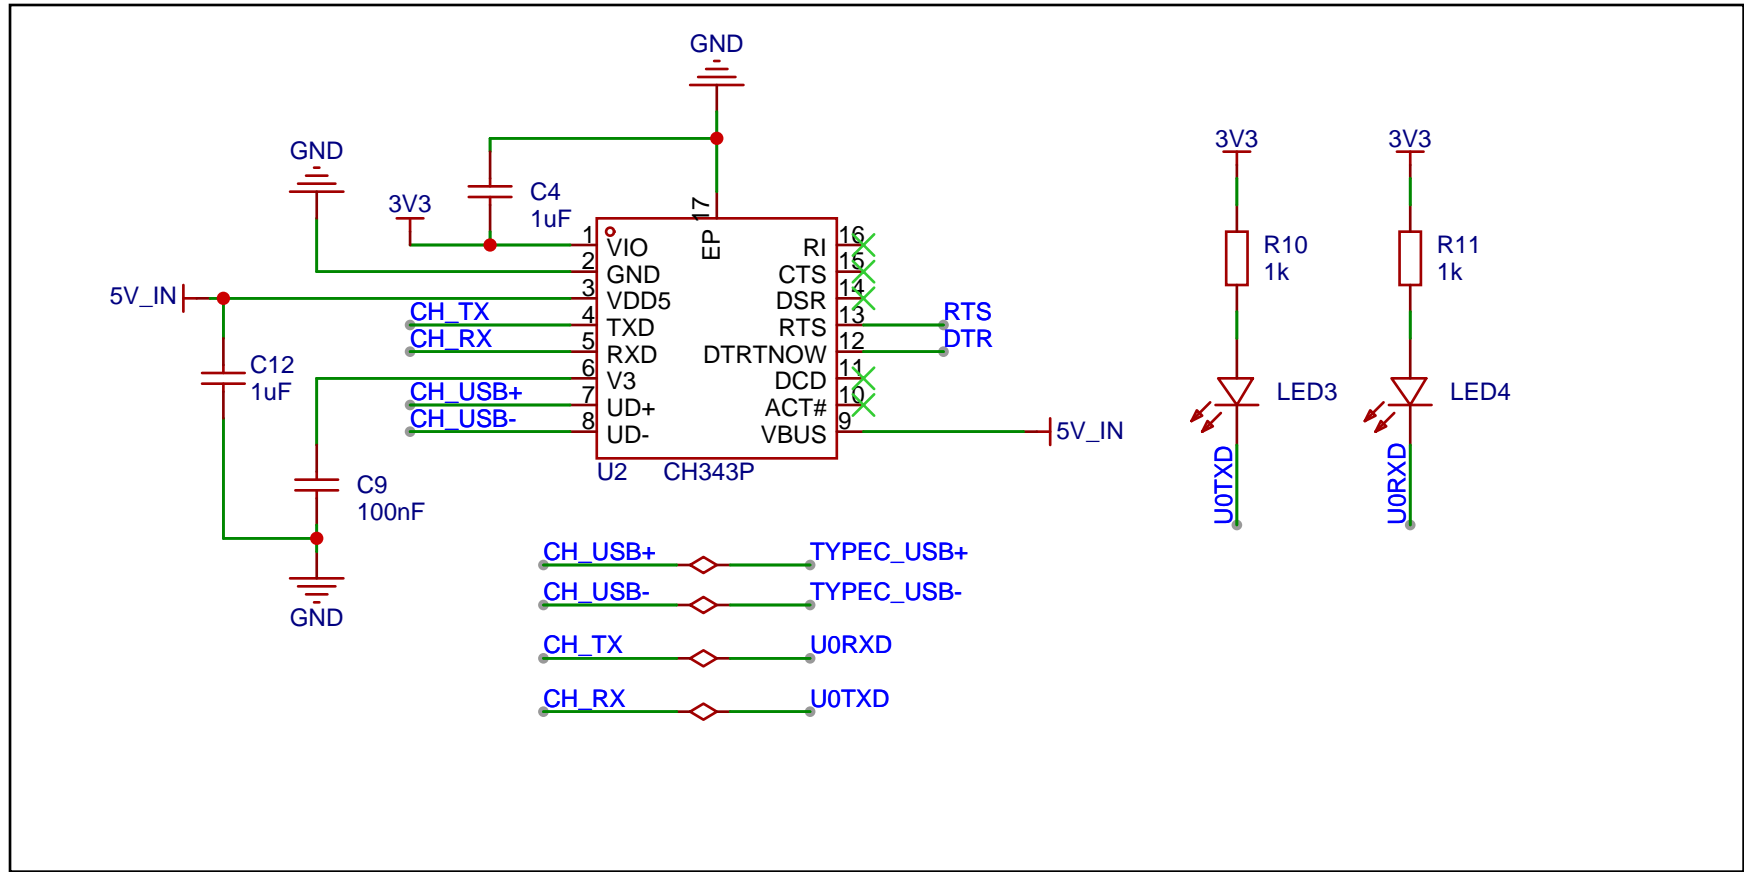 GND
GND
3V3
C4
1uF
17
EP
1
VIO
2
GND
3
VDD5
4
TXD
5
RXD
6
V3
7
UD+
8
UD-
16
RI
15
CTS
14
DSR
13
RTS
12
DTRTNOW
11
DCD
10
ACT#
9
VBUS
U2
CH343P
5V_IN
CH_TX
CH_RX
CH_USB+
CH_USB-
C12
1uF
C9
100nF
GND
RTS
DTR
5V_IN
3V3
R10
1k
LED3
U0TXD
3V3
R11
1k
LED4
U0RXD
CH_USB+
TYPEC_USB+
CH_USB-
TYPEC_USB-
CH_TX
U0RXD
CH_RX
U0TXD